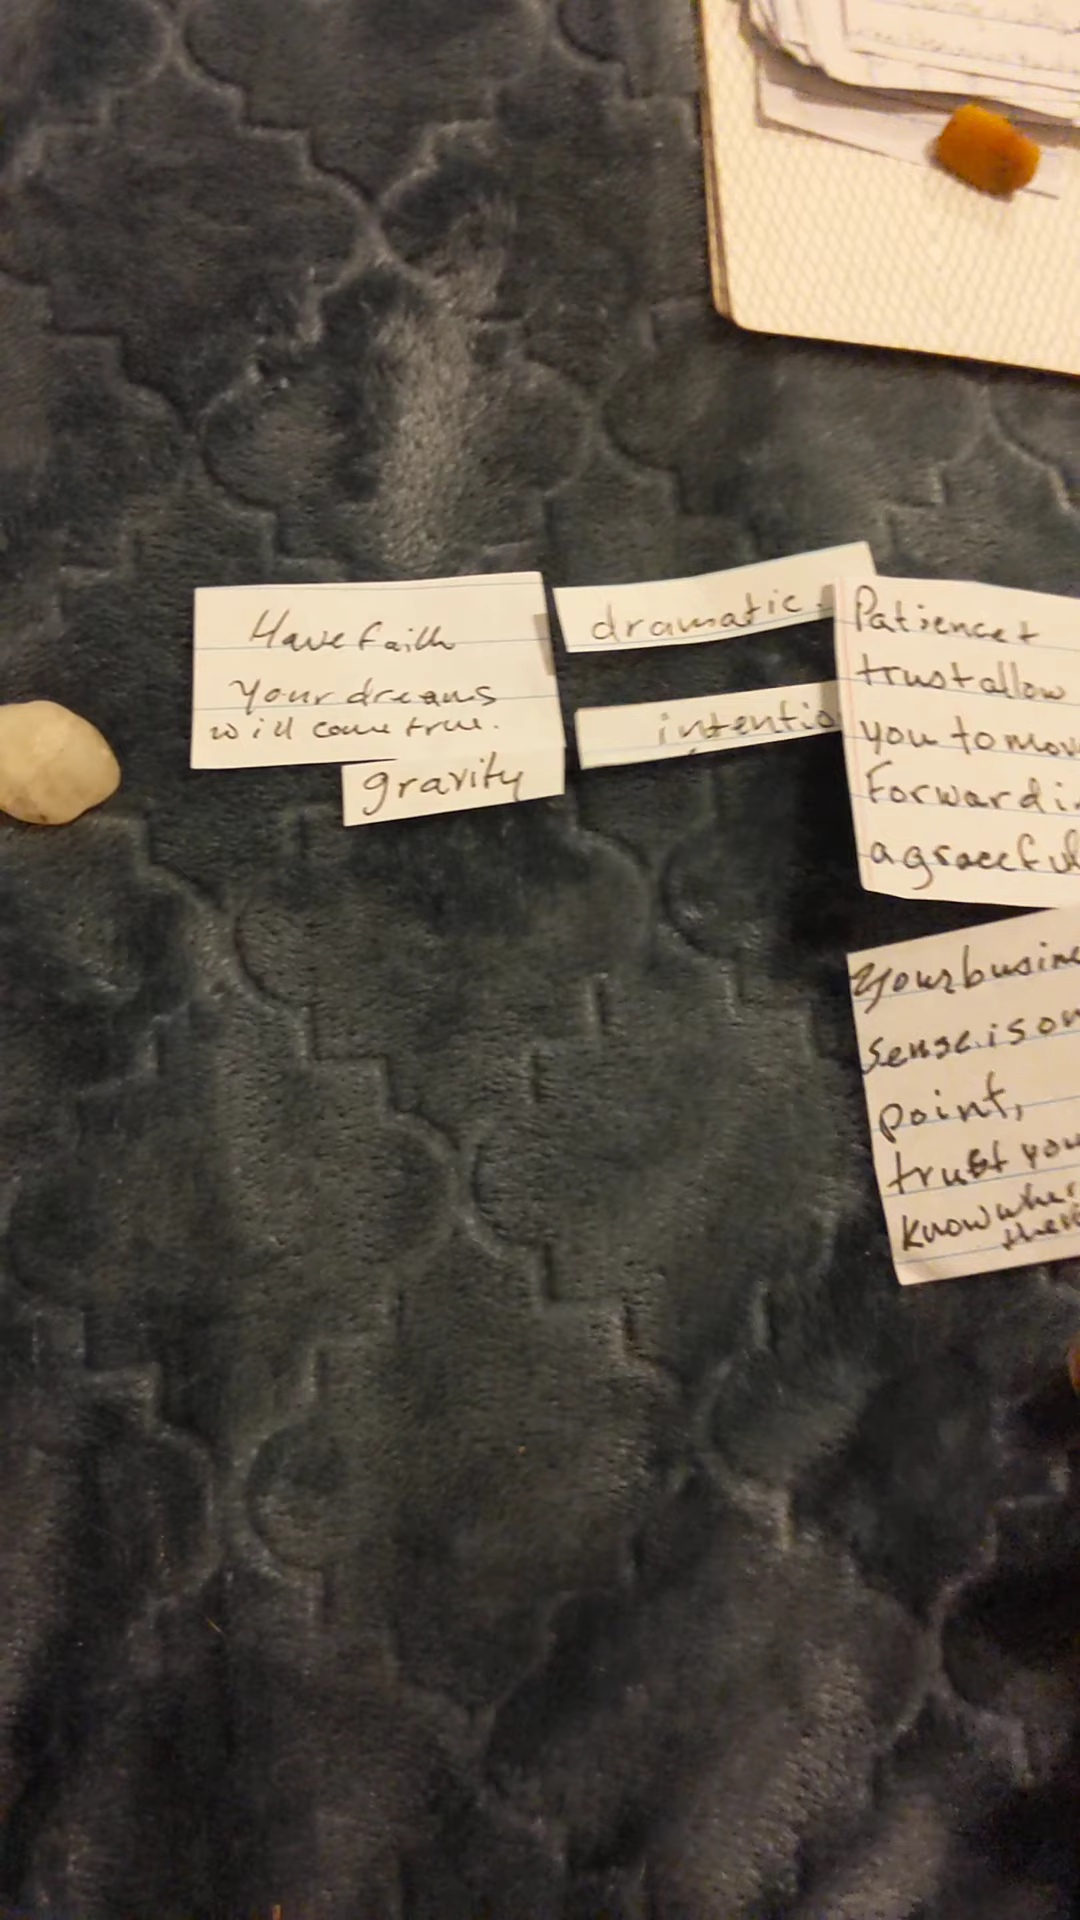 Have faith
your dreams
will come true.
gravity
dramatic.
intentio
Patience +
trust allow
you to mov
forward i
a graceful
Your busine
sense is on
point,
trust you
know whe